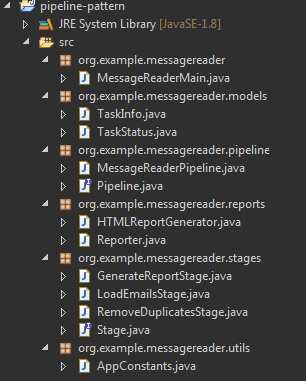 pipeline-pattern
JRE System Library [JavaSE-1.8]
src
org.example.messagereader
MessageReaderMain.java
org.example.messagereader.models
TaskInfo.java
TaskStatus.java
org.example.messagereader.pipeline
MessageReaderPipeline.java
Pipeline.java
org.example.messagereader.reports
HTMLReportGenerator.java
Reporter.java
org.example.messagereader.stages
GenerateReportStage.java
LoadEmailsStage.java
RemoveDuplicatesStage.java
Stage.java
org.example.messagereader.utils
AppConstants.java